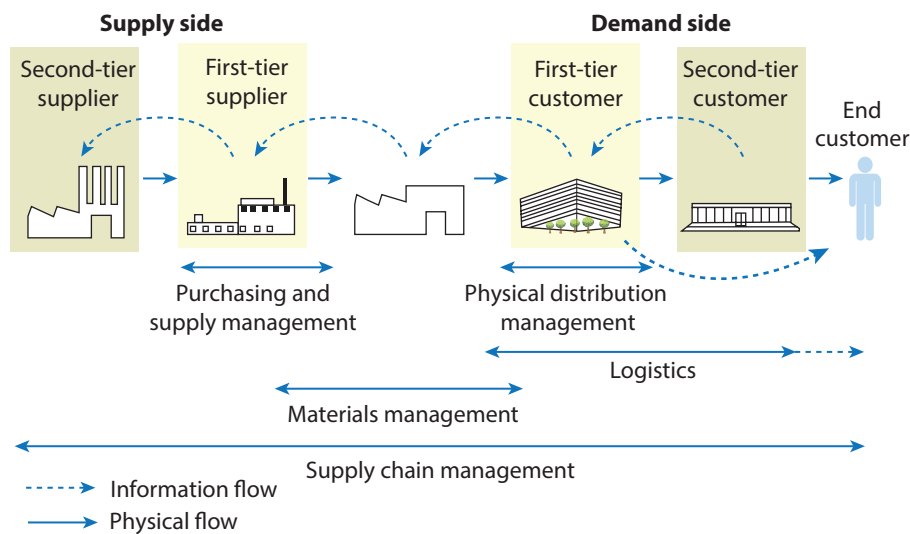 Supply side
Demand side
Second-tier
supplier
First-tier
supplier
First-tier
customer
Second-tier
customer
End
customer
Purchasing and
supply management
Physical distribution
management
Logistics
Materials management
Supply chain management
Information flow
Physical flow